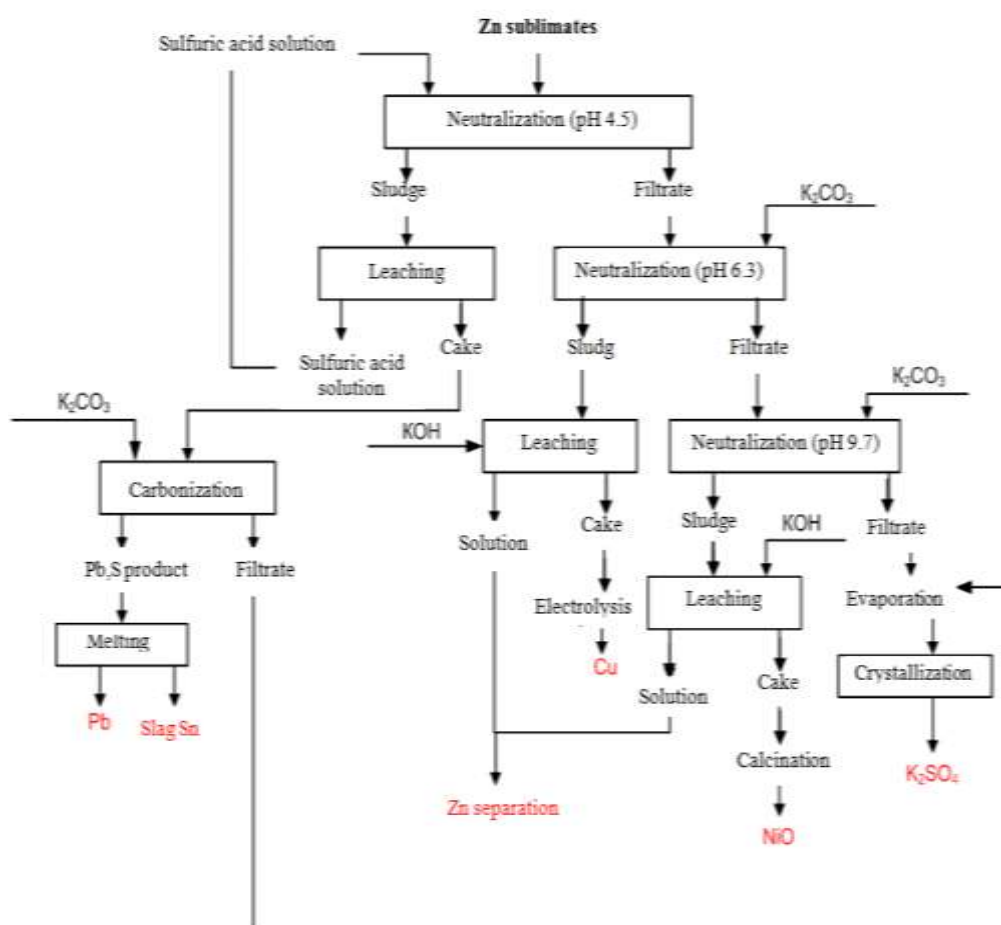 Zn sublimates
Sulfuric acid solution
Neutralization (pH 4.5)
Sludge
Filtrate
K₂CO₃
Leaching
Neutralization (pH 6.3)
Cake
Sludg
Filtrate
Sulfuric acid
solution
K₂CO₃
K₂CO₃
KOH
Leaching
Neutralization (pH 9.7)
Carbonization
Cake
Sludge
KOH
Filtrate
Solution
Pb,S product
Filtrate
Electrolysis
Leaching
Evaporation
Melting
Cu
Solution
Cake
Crystallization
Pb
Slag Sn
Calcination
K₂SO₄
Zn separation
NiO